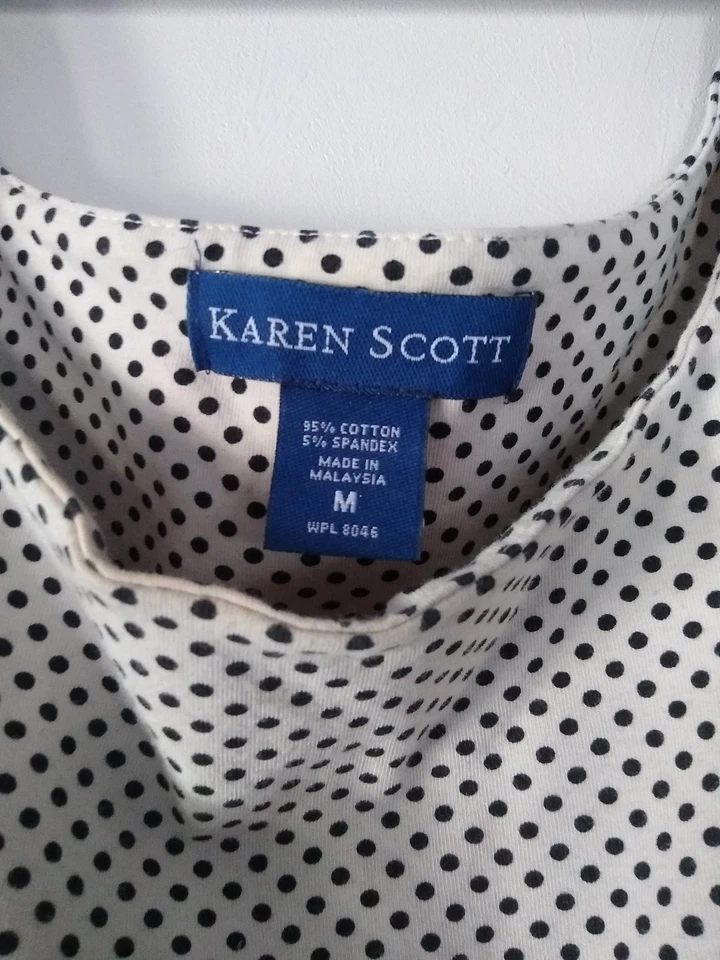 KAREN SCOTT
95% COTTON
5% SPANDEX
MADE IN
MALAYSIA
M
WPL 8046